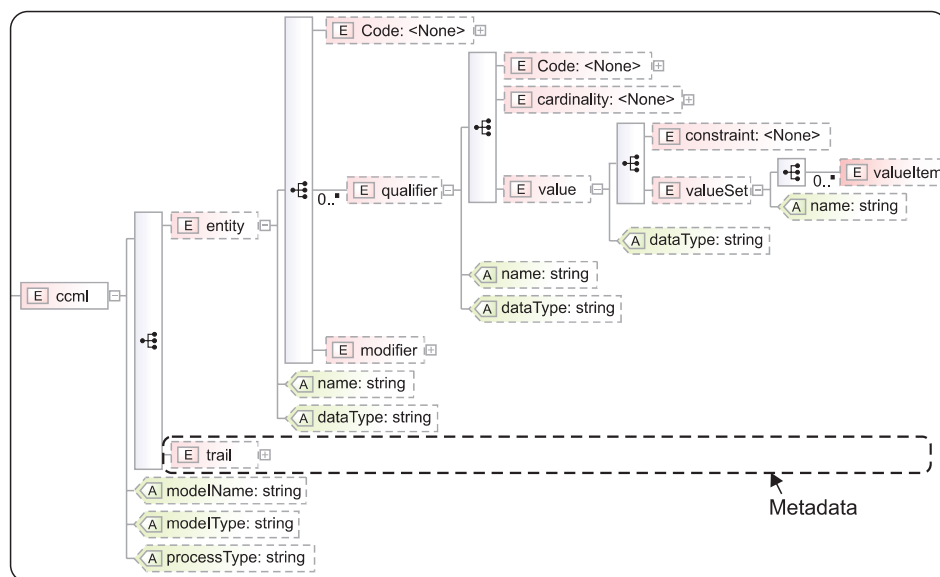 E Code: <None>
E Code: <None>
E cardinality: <None>
E constraint: <None>
0..
E qualifier
E value
E valueSet
0..
E valueItem
A name: string
E entity
A dataType: string
A name: string
E ccml
A dataType: string
E modifier
A name: string
A dataType: string
E trail
A modelName: string
Metadata
A modelType: string
A processType: string